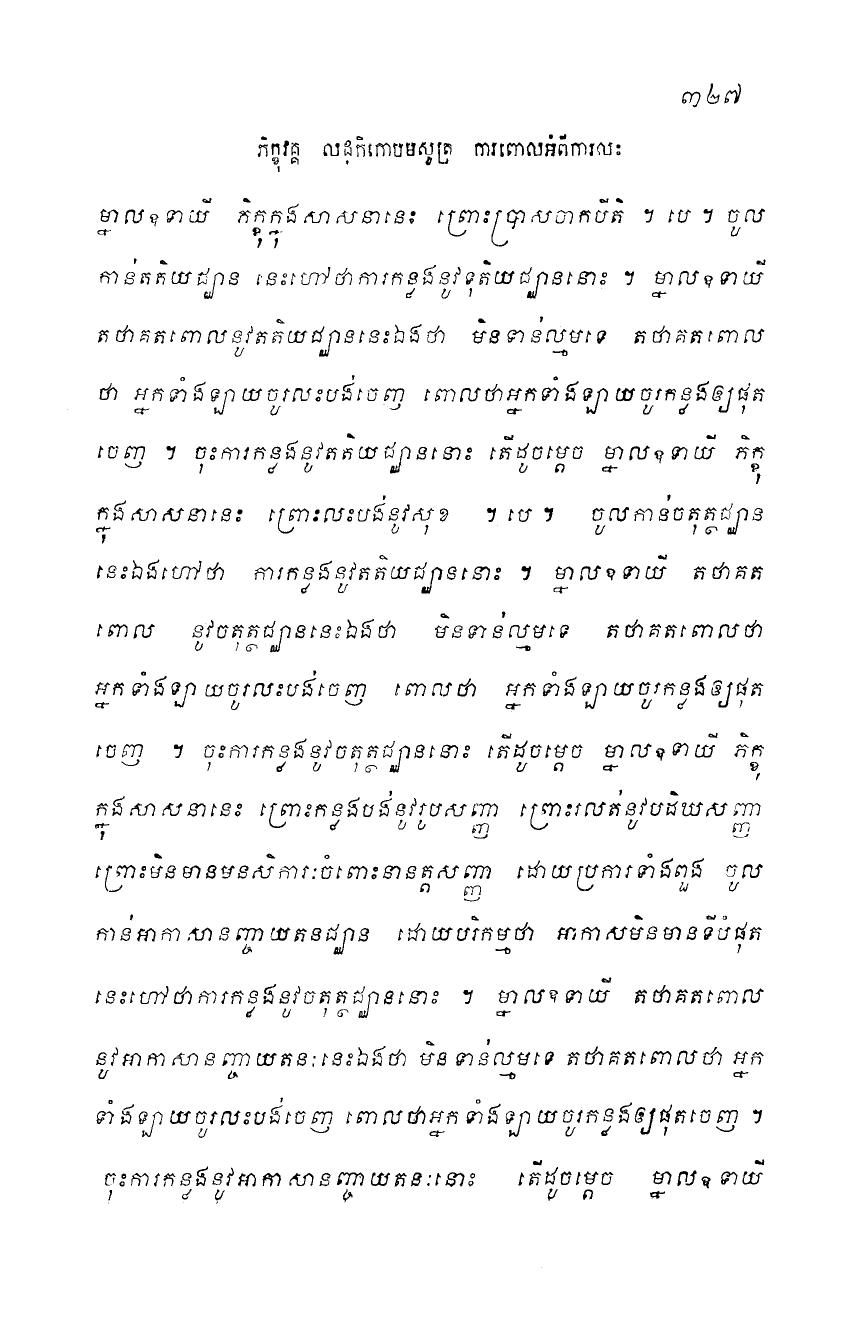 ៣២៧
ភិក្ខុវគ្គ លដុកិកោបមសូត្រ ការពោលអំពីការលះ
ម្នាលឧទាយី ភិក្ខុក្នុងសាសនានេះ ព្រោះប្រាសចាកបីតិ ។ បេ ។ ចូល
កាន់តតិយជ្ឈាន នេះហៅថាការកន្លងនូវទុតិយជ្ឈាននោះ ។ ម្នាលឧទាយី
តថាគតពោលនូវតតិយជ្ឈាននេះឯងថា មិនទាន់ល្មមទេ តថាគតពោល
ថា អ្នកទាំងឡាយចូរលះបង់ចេញ ពោលថាអ្នកទាំងឡាយចូរកន្លងឲ្យផុត
ចេញ ។ ចុះការកន្លងនូវតតិយជ្ឈាននោះ តើដូចម្តេច ម្នាលឧទាយី ភិក្ខុ
ក្នុងសាសនានេះ ព្រោះលះបង់នូវសុខ ។ បេ ។ ចូលកាន់ចតុត្ថជ្ឈាន
នេះឯងហៅថា ការកន្លងនូវតតិយជ្ឈាននោះ ។ ម្នាលឧទាយី តថាគត
ពោល នូវចតុត្ថជ្ឈាននេះឯងថា មិនទាន់ល្មមទេ តថាគតពោលថា
អ្នកទាំងឡាយចូរលះបង់ចេញ ពោលថា អ្នកទាំងឡាយចូរកន្លងឲ្យផុត
ចេញ ។ ចុះការកន្លងនូវចតុត្ថជ្ឈាននោះ តើដូចម្តេច ម្នាលឧទាយី ភិក្ខុ
ក្នុងសាសនានេះ ព្រោះកន្លងបង់នូវរូបសញ្ញា ព្រោះរលត់នូវបដិឃសញ្ញា
ព្រោះមិនមានមនសិការៈចំពោះនានត្តសញ្ញា ដោយប្រការទាំងពួង ចូល
កាន់អាកាសានញ្ចាយតនជ្ឈាន ដោយបរិកម្មថា អាកាសមិនមានទីបំផុត
នេះហៅថាការកន្លងនូវចតុត្ថជ្ឈាននោះ ។ ម្នាលឧទាយី តថាគតពោល
នូវអាកាសានញ្ចាយតនៈនេះឯងថា មិនទាន់ល្មមទេ តថាគតពោលថា អ្នក
ទាំងឡាយចូរលះបង់ចេញ ពោលថាអ្នកទាំងឡាយចូរកន្លងឲ្យផុតចេញ ។
ចុះការកន្លងនូវអាកាសានញ្ចាយតនៈនោះ តើដូចម្តេច ម្នាលឧទាយី